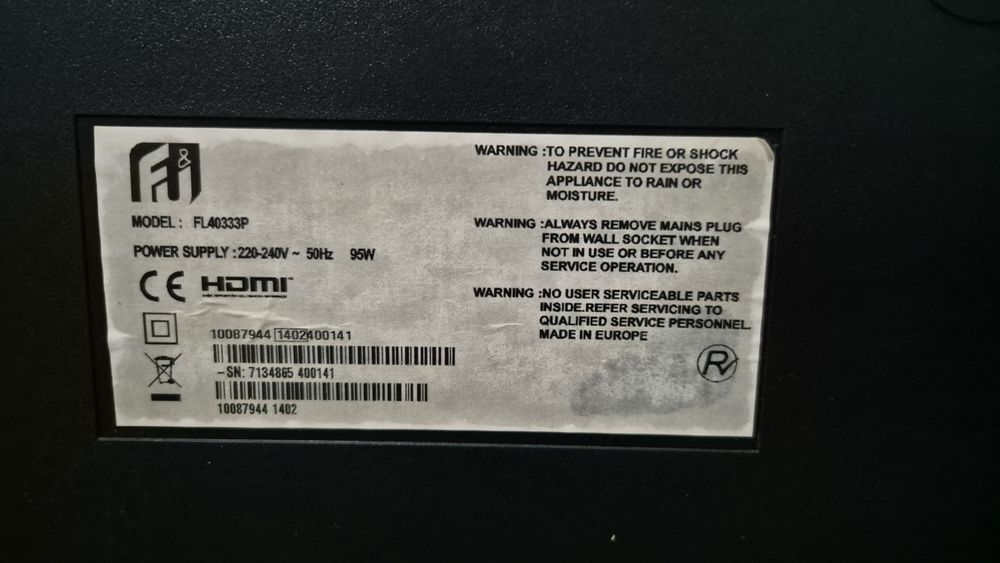 F&U
MODEL : FL40333P
POWER SUPPLY : 220-240V ~ 50Hz 95W
CE HDMI™
10087944 1402400141
-SN: 7134865 400141
10087944 1402
WARNING :TO PREVENT FIRE OR SHOCK
HAZARD DO NOT EXPOSE THIS
APPLIANCE TO RAIN OR
MOISTURE.
WARNING :ALWAYS REMOVE MAINS PLUG
FROM WALL SOCKET WHEN
NOT IN USE OR BEFORE ANY
SERVICE OPERATION.
WARNING :NO USER SERVICEABLE PARTS
INSIDE.REFER SERVICING TO
QUALIFIED SERVICE PERSONNEL.
MADE IN EUROPE
R